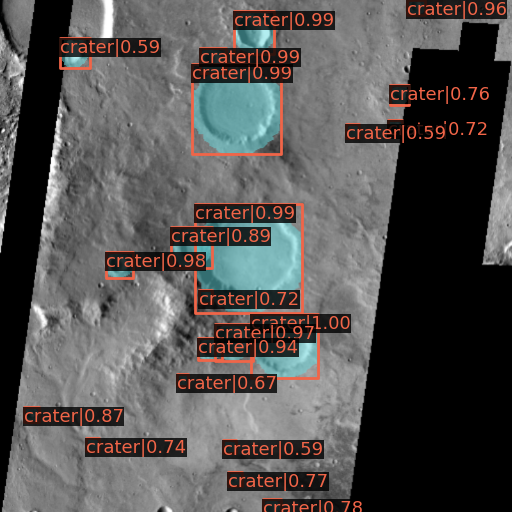 crater|0.96
crater|0.99
crater|0.59
crater|0.99
crater|0.99
crater|0.76
0.72
crater|0.59
crater|0.99
crater|0.89
crater|0.98
crater|0.72
crater|1.00
crater|0.97
crater|0.94
crater|0.67
crater|0.87
crater|0.74
crater|0.59
crater|0.77
crater|0.78